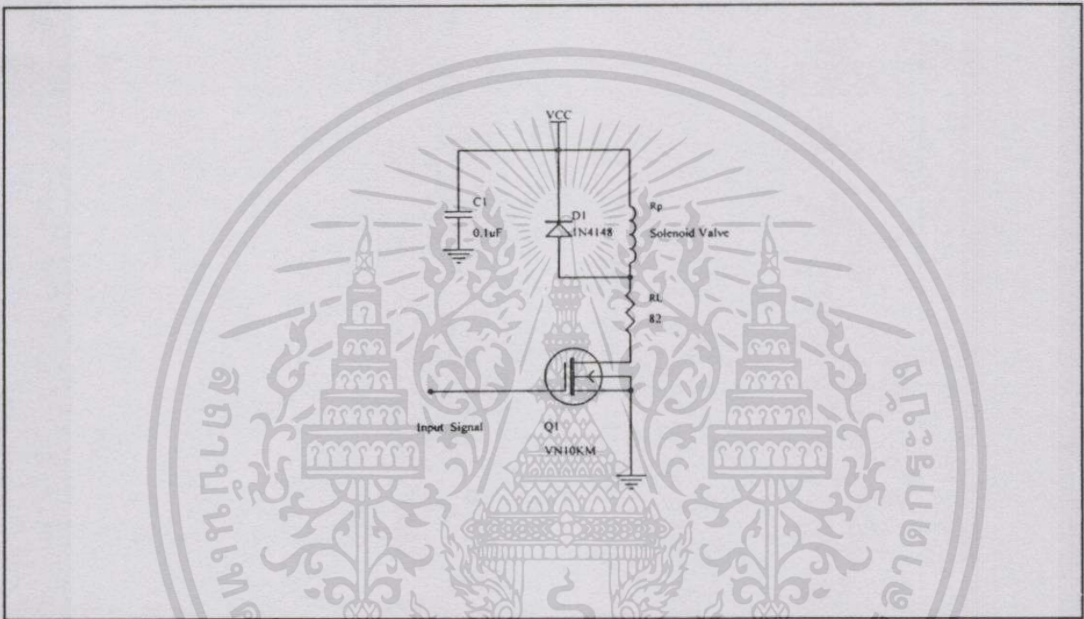 VCC
C1
0.1uF
D1
1N4148
Rp
Solenoid Valve
RL
82
Input Signal
Q1
VN10KM